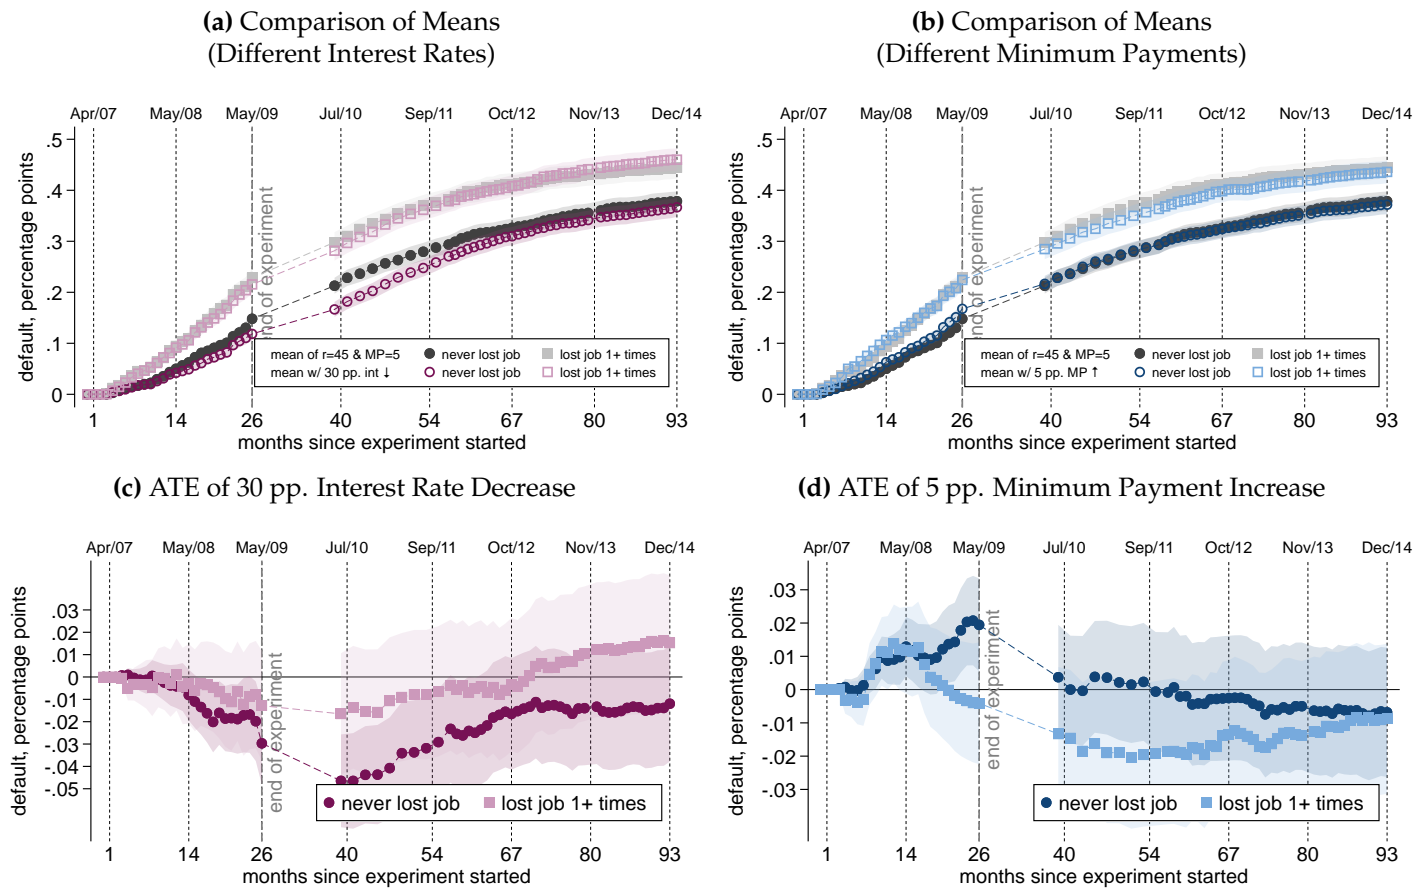 (a) Comparison of Means
(Different Interest Rates)
Apr/07 May/08 May/09 Jul/10 Sep/11 Oct/12 Nov/13 Dec/14
default, percentage points
.5
.4
.3
.2
.1
0
end of experiment
mean of r=45 & MP=5 never lost job lost job 1+ times
mean w/ 30 pp. int ↓ never lost job lost job 1+ times
1 14 26 40 54 67 80 93
months since experiment started
(b) Comparison of Means
(Different Minimum Payments)
Apr/07 May/08 May/09 Jul/10 Sep/11 Oct/12 Nov/13 Dec/14
default, percentage points
.5
.4
.3
.2
.1
0
end of experiment
mean of r=45 & MP=5 never lost job lost job 1+ times
mean w/ 5 pp. MP ↑ never lost job lost job 1+ times
1 14 26 40 54 67 80 93
months since experiment started
(c) ATE of 30 pp. Interest Rate Decrease
Apr/07 May/08 May/09 Jul/10 Sep/11 Oct/12 Nov/13 Dec/14
default, percentage points
.03
.02
.01
0
-.01
-.02
-.03
-.04
-.05
end of experiment
never lost job lost job 1+ times
1 14 26 40 54 67 80 93
months since experiment started
(d) ATE of 5 pp. Minimum Payment Increase
Apr/07 May/08 May/09 Jul/10 Sep/11 Oct/12 Nov/13 Dec/14
default, percentage points
.03
.02
.01
0
-.01
-.02
-.03
end of experiment
never lost job lost job 1+ times
1 14 26 40 54 67 80 93
months since experiment started